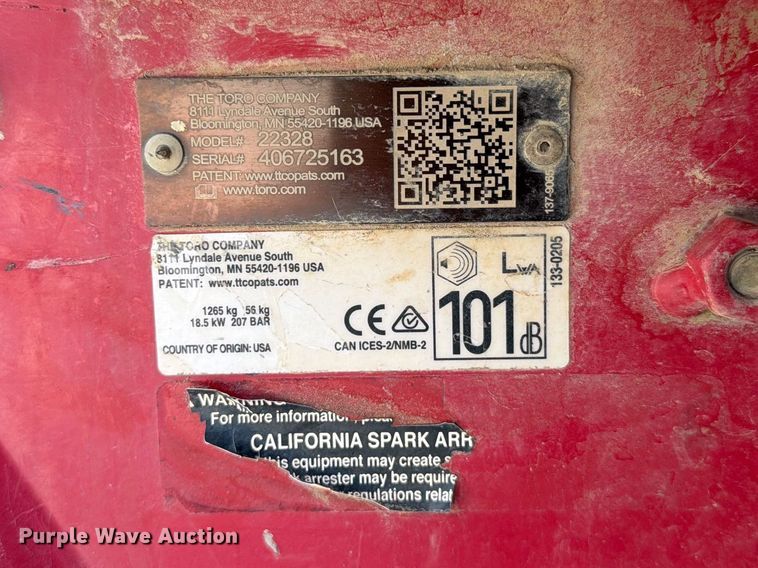 THE TORO COMPANY
8111 Lyndale Avenue South
Bloomington, MN 55420-1196 USA
MODEL# 22328
SERIAL# 406725163
PATENT: www.ttcopats.com
www.toro.com
THE TORO COMPANY
8111 Lyndale Avenue South
Bloomington, MN 55420-1196 USA
PATENT: www.ttcopats.com
1265 kg 56 kg
18.5 kW 207 BAR
COUNTRY OF ORIGIN: USA
CE
CAN ICES-2/NMB-2
LWA
101 dB
133-0205
WARNING
For more information,
CALIFORNIA SPARK ARR
this equipment may create s
arrester may be require
regulations relat
Purple Wave Auction